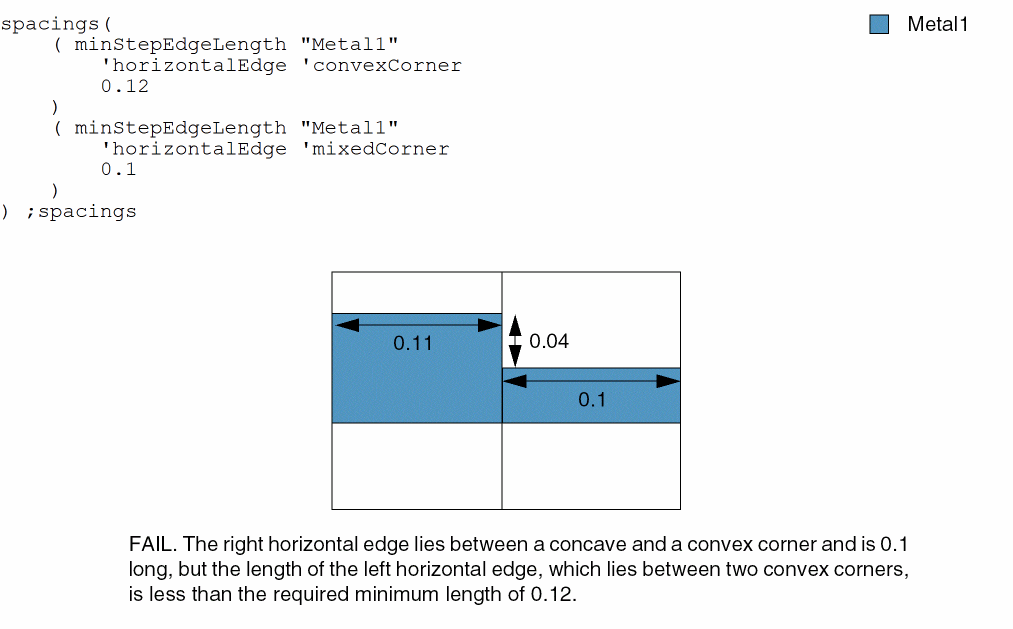 spacings(
( minStepEdgeLength "Metal1"
'horizontalEdge 'convexCorner
0.12
)
( minStepEdgeLength "Metal1"
'horizontalEdge 'mixedCorner
0.1
)
) ;spacings
Metal1
0.11
0.04
0.1
FAIL. The right horizontal edge lies between a concave and a convex corner and is 0.1
long, but the length of the left horizontal edge, which lies between two convex corners,
is less than the required minimum length of 0.12.